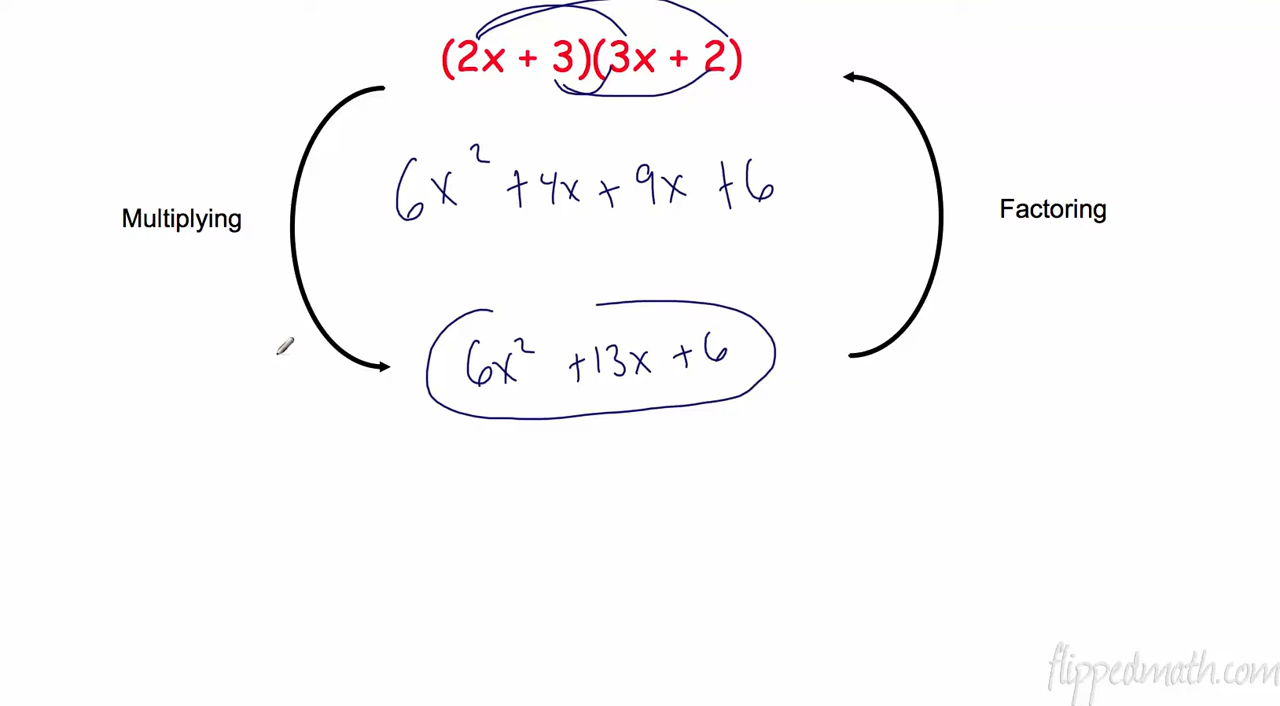 (2x + 3)(3x + 2)
6x² + 4x + 9x + 6
Multiplying
Factoring
6x² + 13x + 6
flippedmath.com